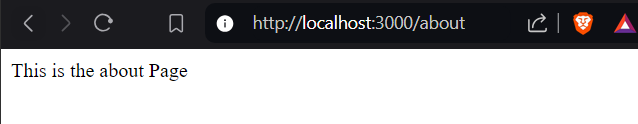 http://localhost:3000/about
This is the about Page